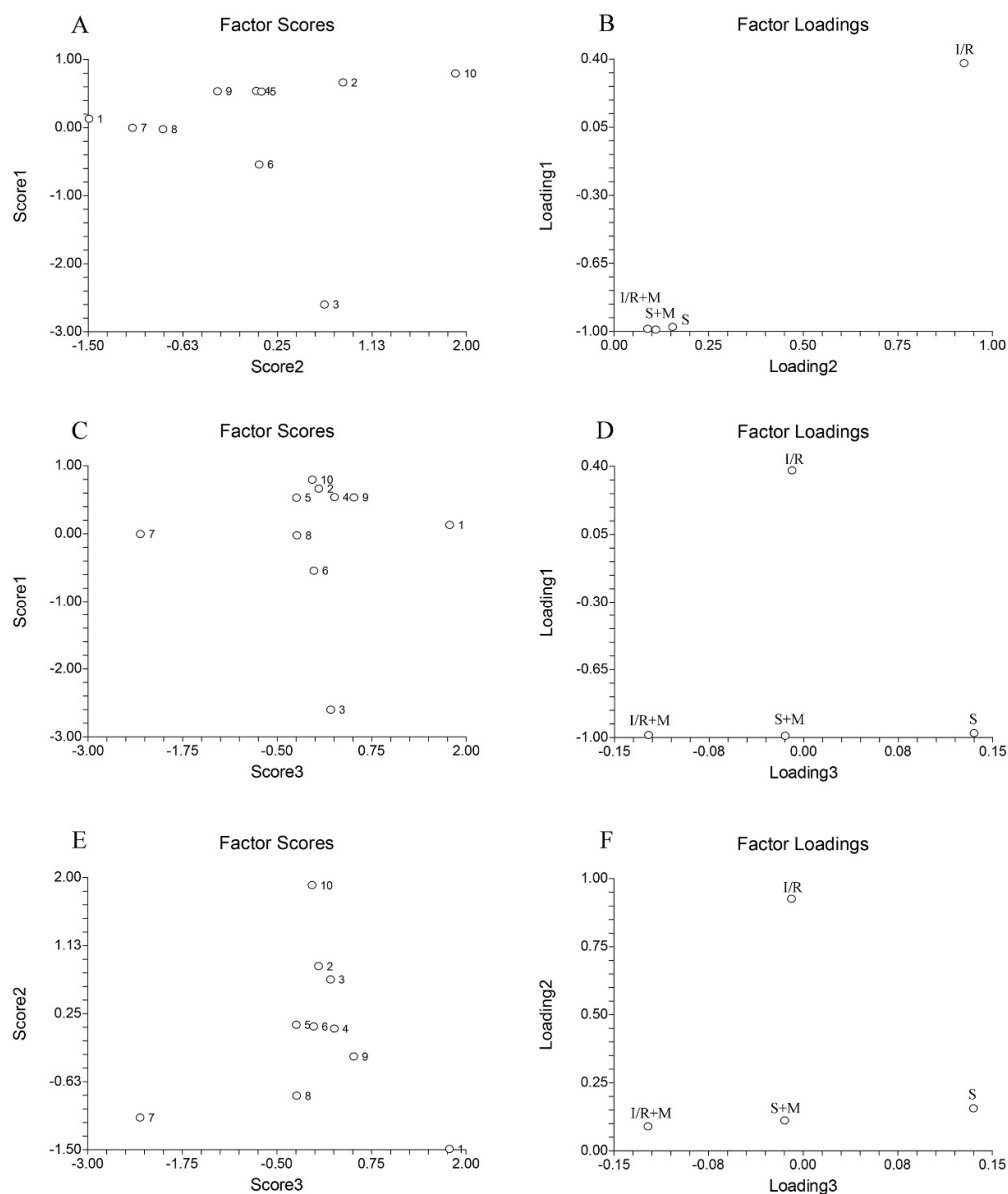 A
Factor Scores
1.00
0.00
-1.00
-2.00
-3.00
Score1
1
7
8
9
4
5
6
2
3
10
-1.50
-0.63
0.25
1.13
2.00
Score2
B
Factor Loadings
0.40
0.05
-0.30
-0.65
-1.00
Loading1
I/R
I/R+M
S+M
S
0.00
0.25
0.50
0.75
1.00
Loading2
C
Factor Scores
1.00
0.00
-1.00
-2.00
-3.00
Score1
10
2
5
4
9
1
7
8
6
3
-3.00
-1.75
-0.50
0.75
2.00
Score3
D
Factor Loadings
0.40
0.05
-0.30
-0.65
-1.00
Loading1
I/R
I/R+M
S+M
S
-0.15
-0.08
0.00
0.08
0.15
Loading3
E
Factor Scores
2.00
1.13
0.25
-0.63
-1.50
Score2
10
2
3
5
6
4
9
8
7
1
-3.00
-1.75
-0.50
0.75
2.00
Score3
F
Factor Loadings
1.00
0.75
0.50
0.25
0.00
Loading2
I/R
I/R+M
S+M
S
-0.15
-0.08
0.00
0.08
0.15
Loading3